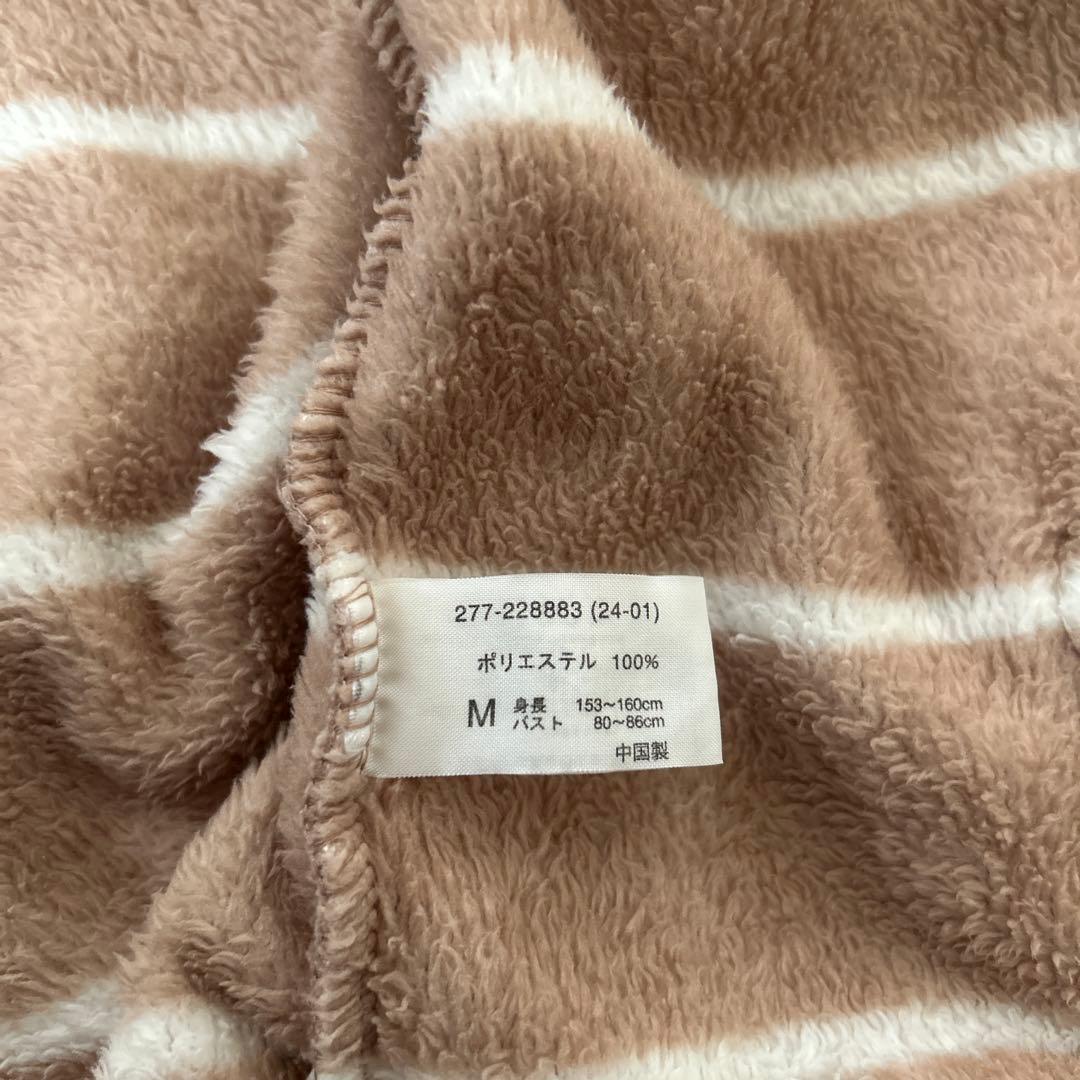 277-228883 (24-01)
ポリエステル 100%
M 身長 153~160cm
バスト 80~86cm
中国製